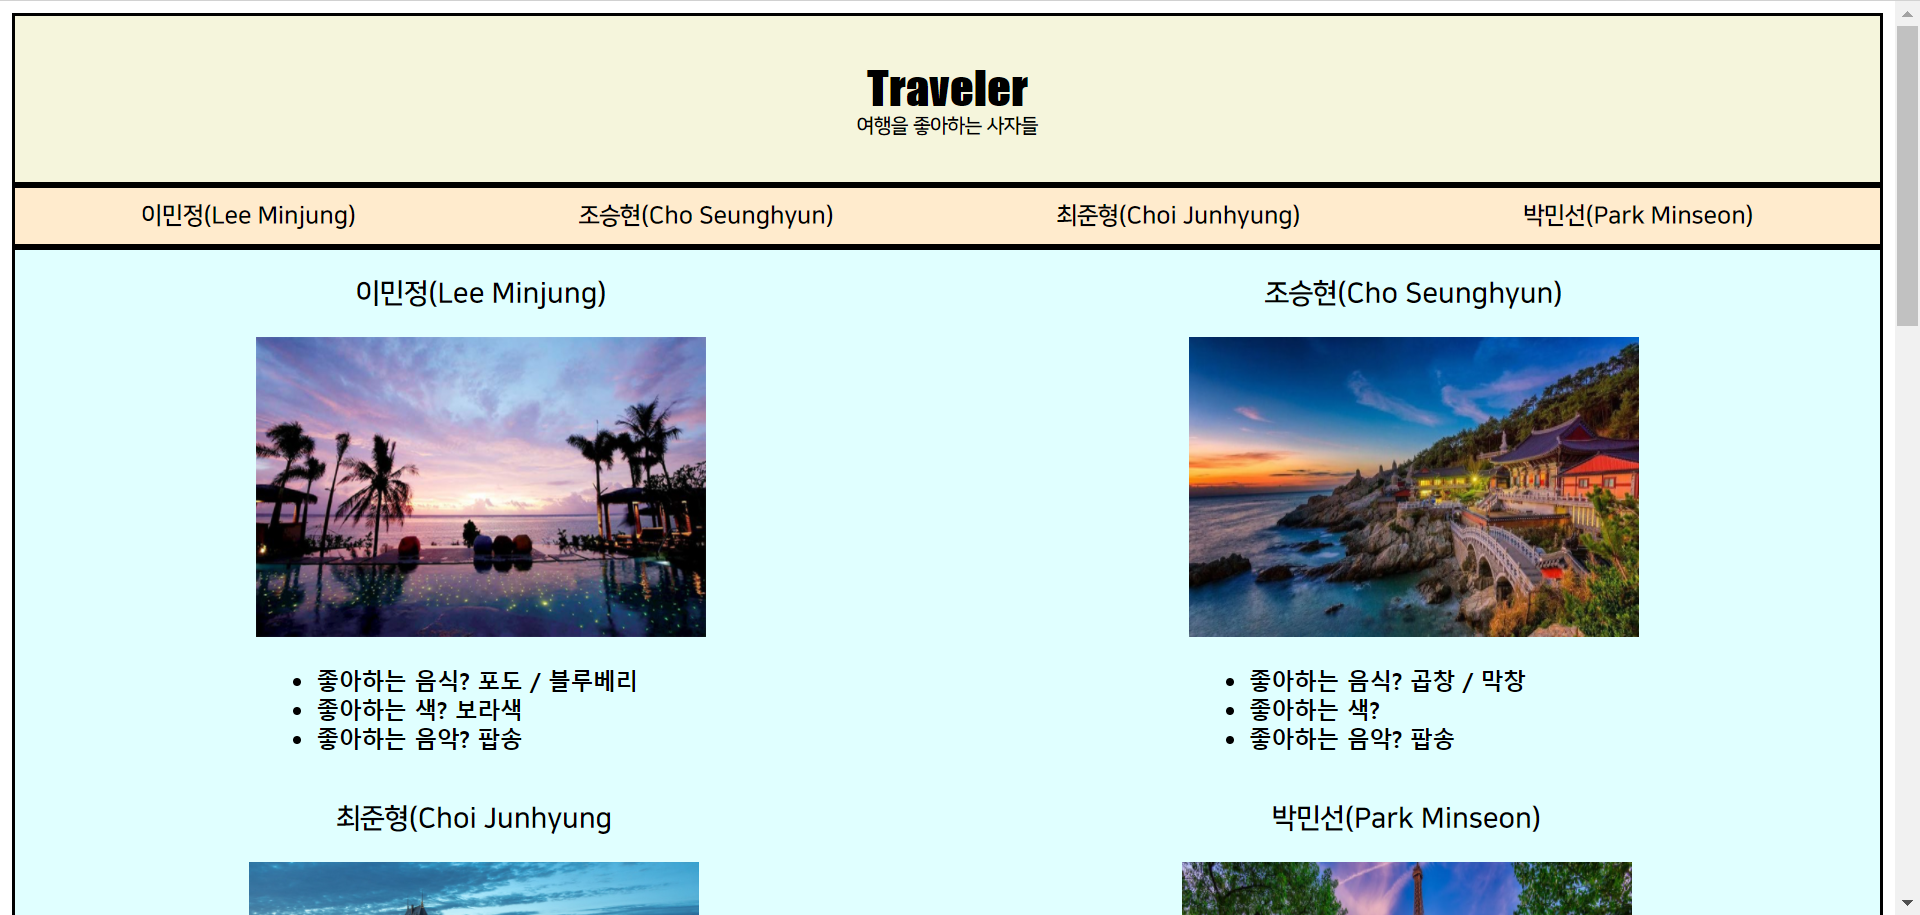 Traveler
여행을 좋아하는 사자들
이민정(Lee Minjung)
조승현(Cho Seunghyun)
최준형(Choi Junhyung)
박민선(Park Minseon)
이민정(Lee Minjung)
조승현(Cho Seunghyun)
좋아하는 음식? 포도 / 블루베리
좋아하는 색? 보라색
좋아하는 음악? 팝송
좋아하는 음식? 곱창 / 막창
좋아하는 색?
좋아하는 음악? 팝송
최준형(Choi Junhyung
박민선(Park Minseon)